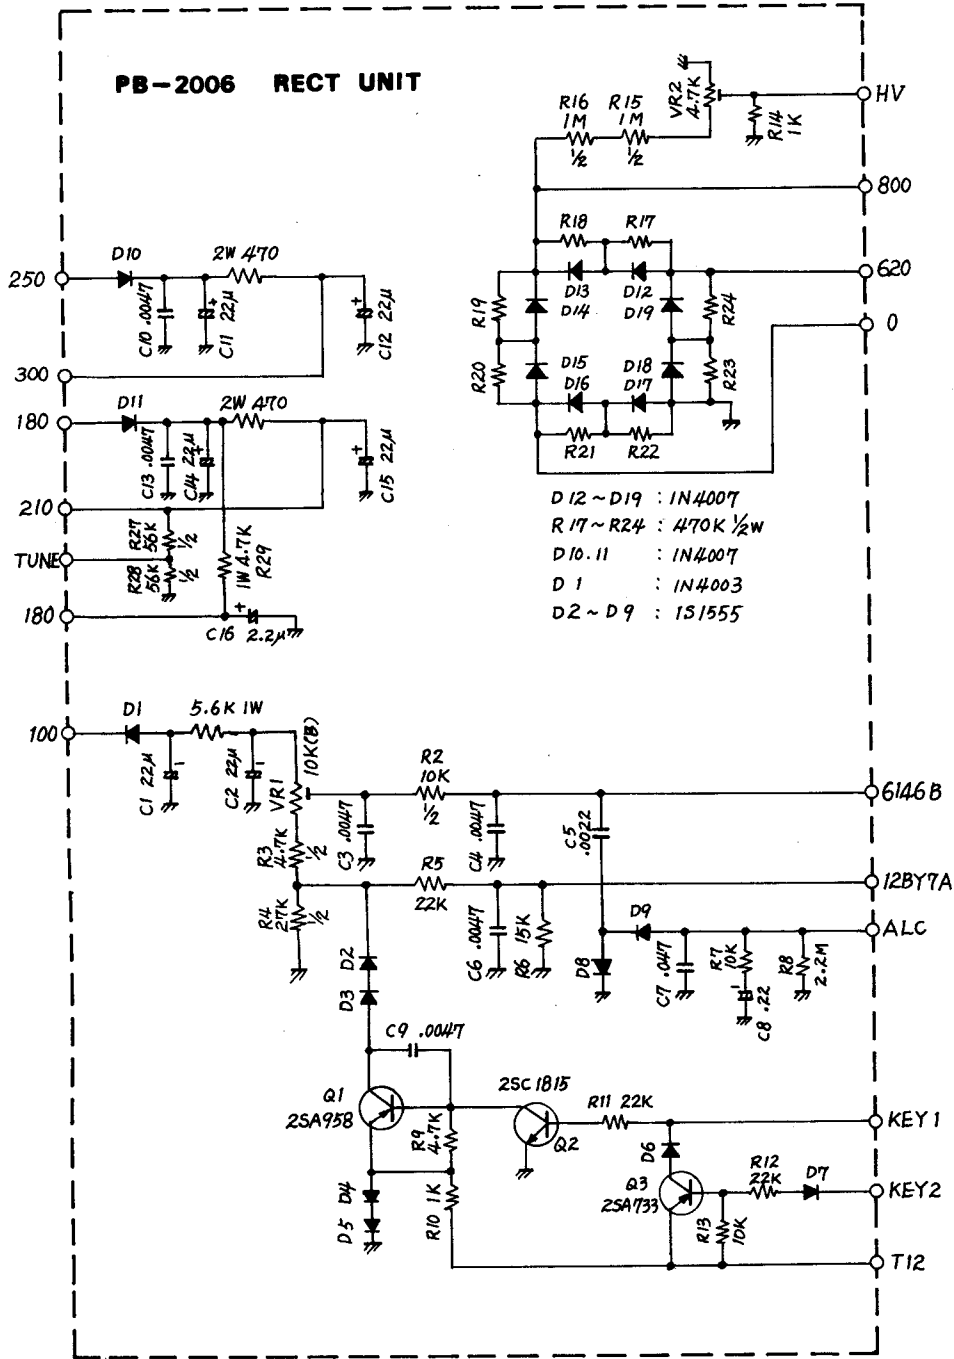 PB-2006 RECT UNIT
HV
VR2
4.7K
R14
1K
R16
1M
½
R15
1M
½
800
R18
R17
620
D13
D14
D12
D19
R19
R24
0
D15
D16
D18
D17
R20
R23
R21
R22
250
D10
2W 470
C10 .0047
C11 22μ
+
C12 22μ
+
300
180
D11
2W 470
C13 .0047
C14 22μ
+
C15 22μ
+
210
R27
56K
½
TUNE
R28
56K
½
1W 4.7K
R29
180
+
C16 2.2μ
D12~D19 : 1N4007
R17~R24 : 470K ½W
D10.11 : 1N4007
D1 : 1N4003
D2~D9 : 1S1555
100
D1
5.6K 1W
C1 22μ
-
C2 22μ
-
VR1
10K(B)
R2
10K
½
6146B
C3 .0047
C4 .0047
C5
.0022
R3
4.7K
½
R5
22K
12BY7A
R4
27K
½
C6 .0047
R6 15K
D9
ALC
D8
C7 .047
R7
10K
-
C8 .22
R8
2.2M
D2
D3
C9 .0047
Q1
2SA958
2SC1815
Q2
R11 22K
KEY1
R9
4.7K
D6
Q3
2SA733
R12
22K
D7
KEY2
D4
D5
R10 1K
R13
10K
T12